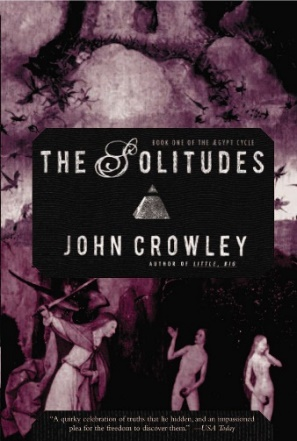 BOOK ONE OF THE ÆGYPT CYCLE
THE SOLITUDES
JOHN CROWLEY
AUTHOR OF LITTLE, BIG
"A quirky celebration of truths that lie hidden, and an impassioned
plea for the freedom to discover them." —USA Today